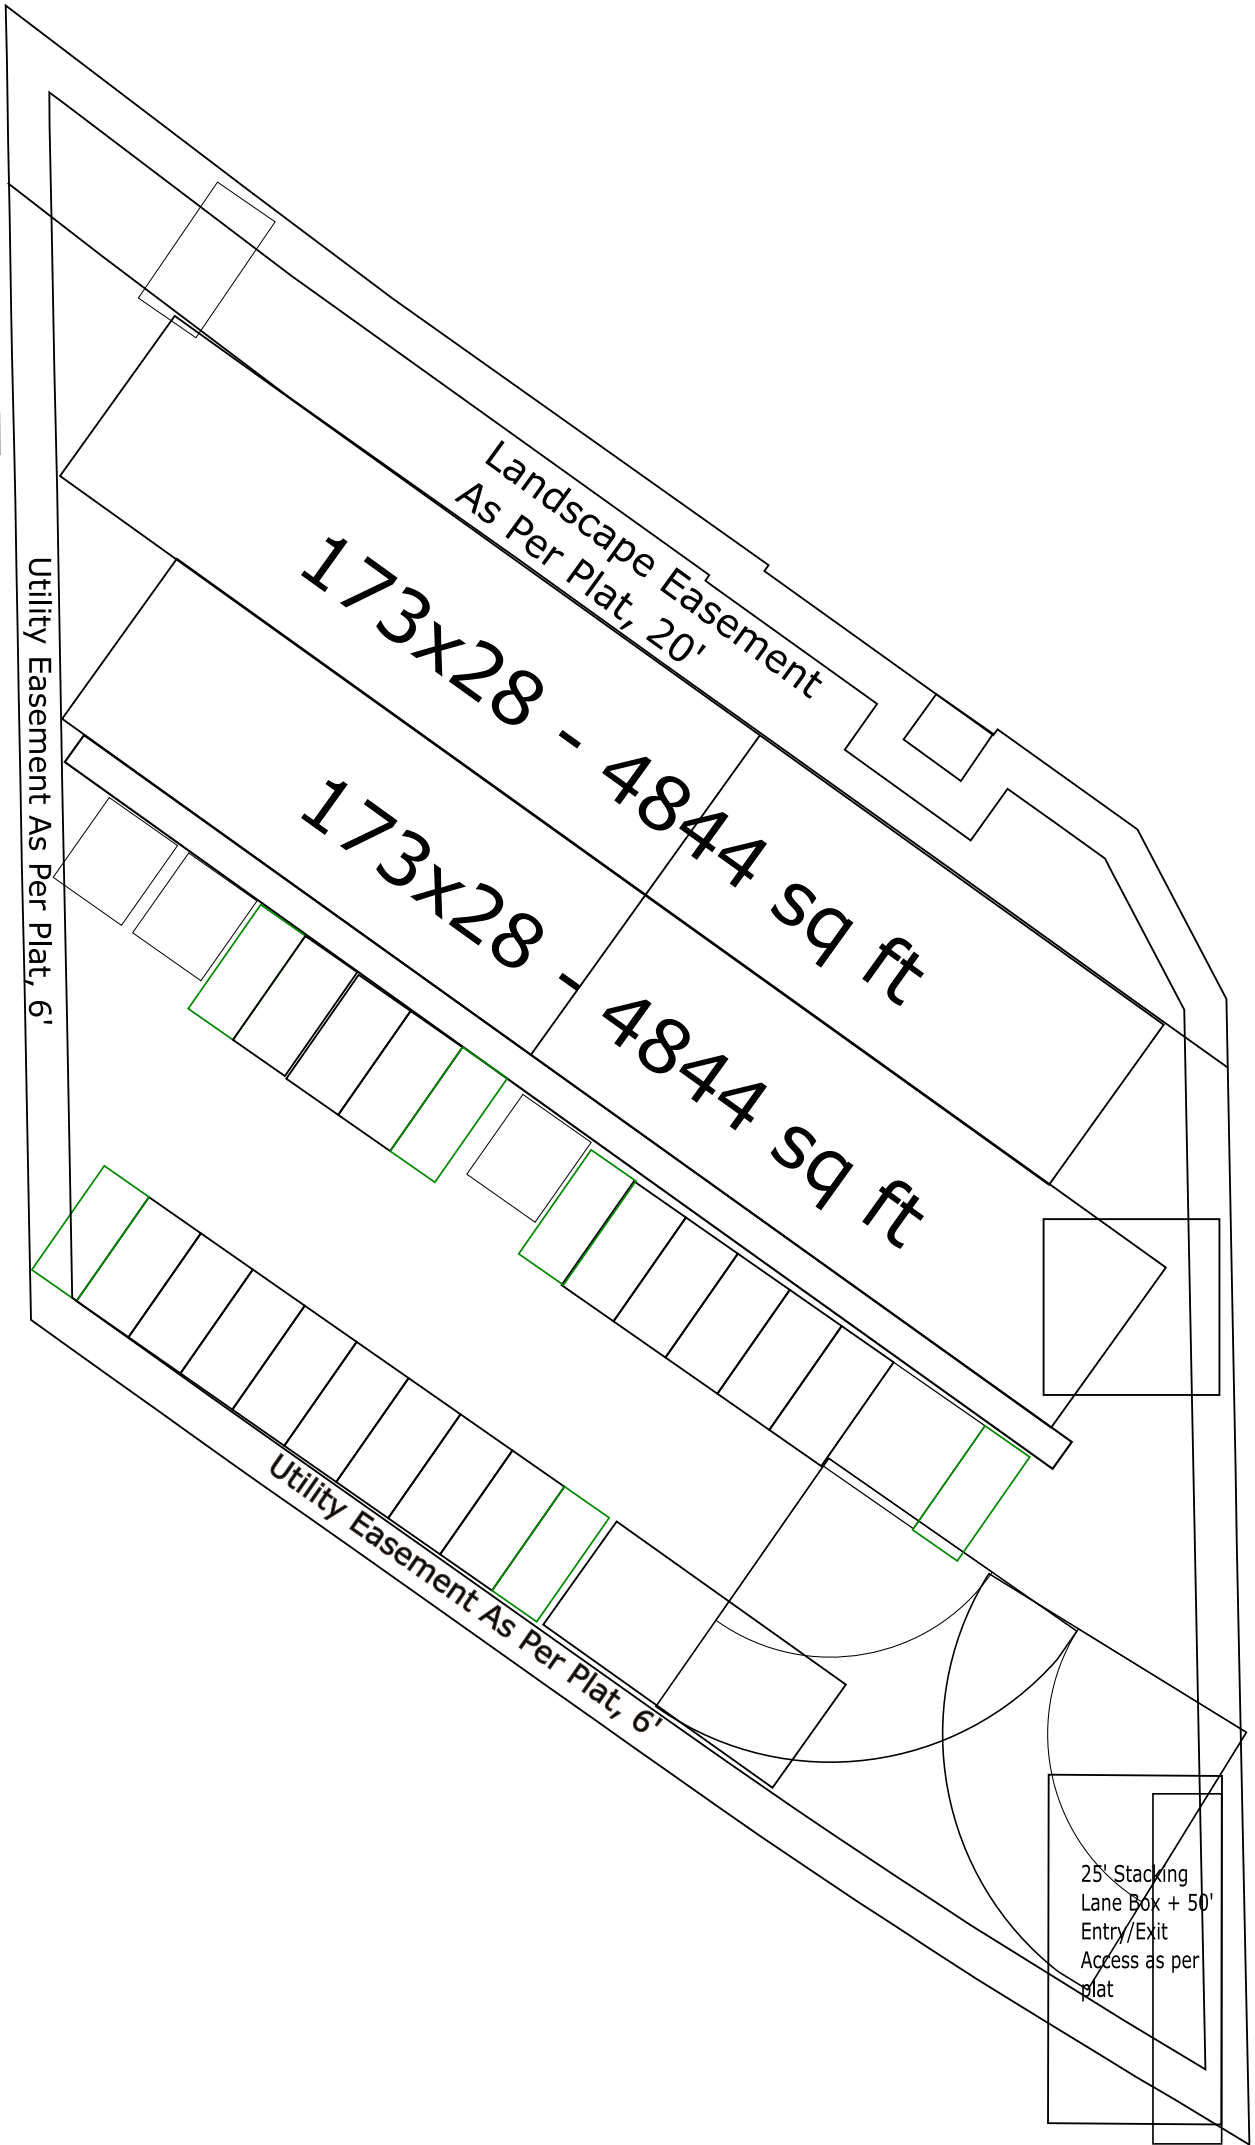 Landscape Easement
As Per Plat, 20'
173x28 - 4844 sq ft
173x28 - 4844 sq ft
Utility Easement As Per Plat, 6'
Utility Easement As Per Plat, 6'
25' Stacking
Lane Box + 50'
Entry/Exit
Access as per
plat